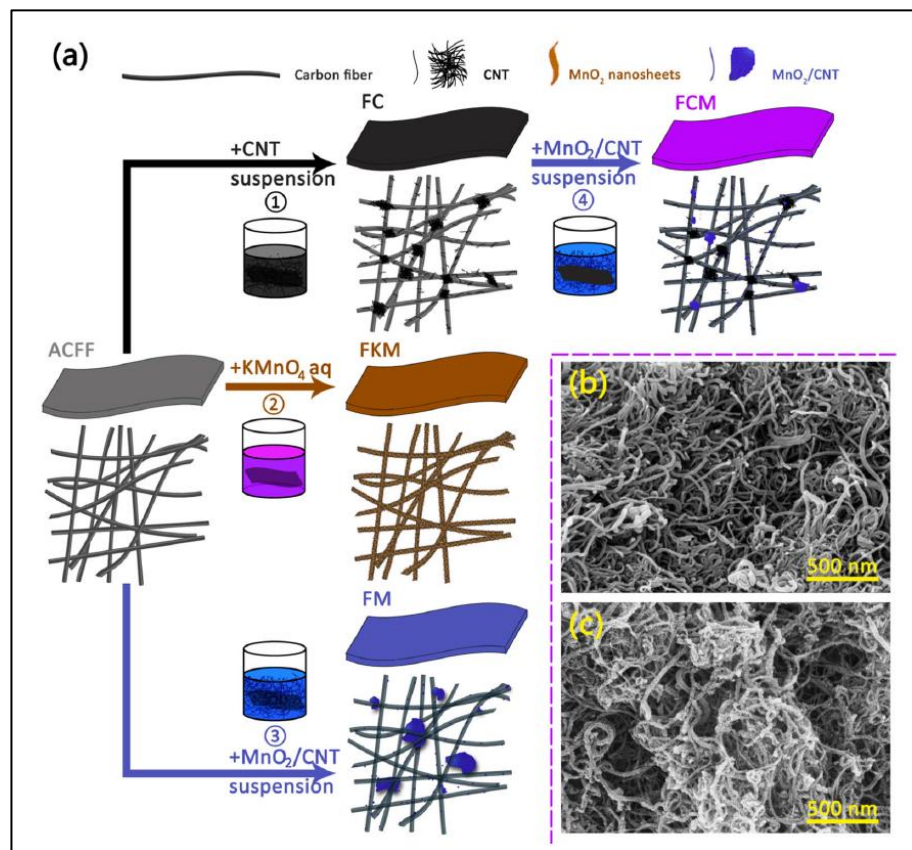 (a)
Carbon fiber
CNT
MnO₂ nanosheets
MnO₂/CNT
FC
FCM
+CNT
suspension
①
+MnO₂/CNT
suspension
④
ACFF
+KMnO₄ aq
②
FKM
FM
③
+MnO₂/CNT
suspension
(b)
500 nm
(c)
500 nm